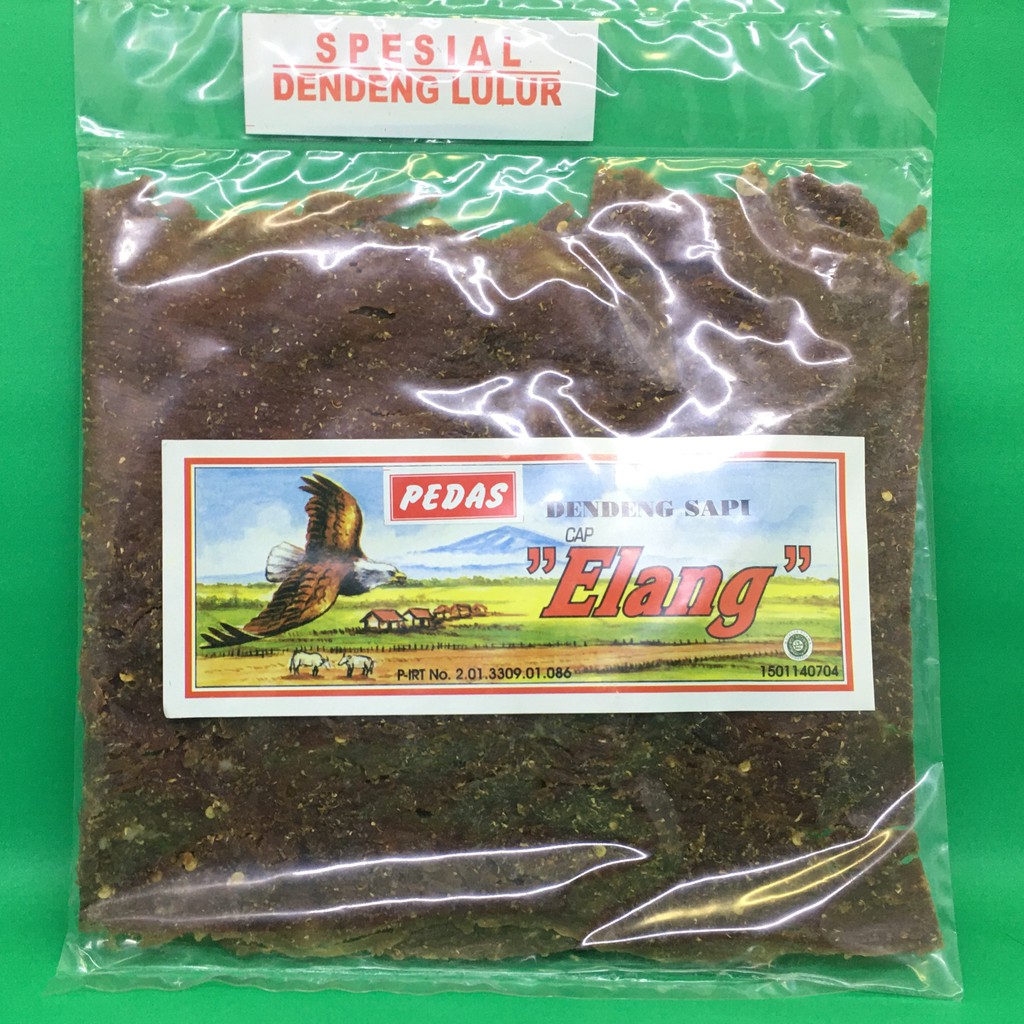 SPESIAL
DENDENG LULUR
PEDAS
DENDENG SAPI
CAP
"Elang"
P-IRT No. 2.01.3309.01.086
1501140704